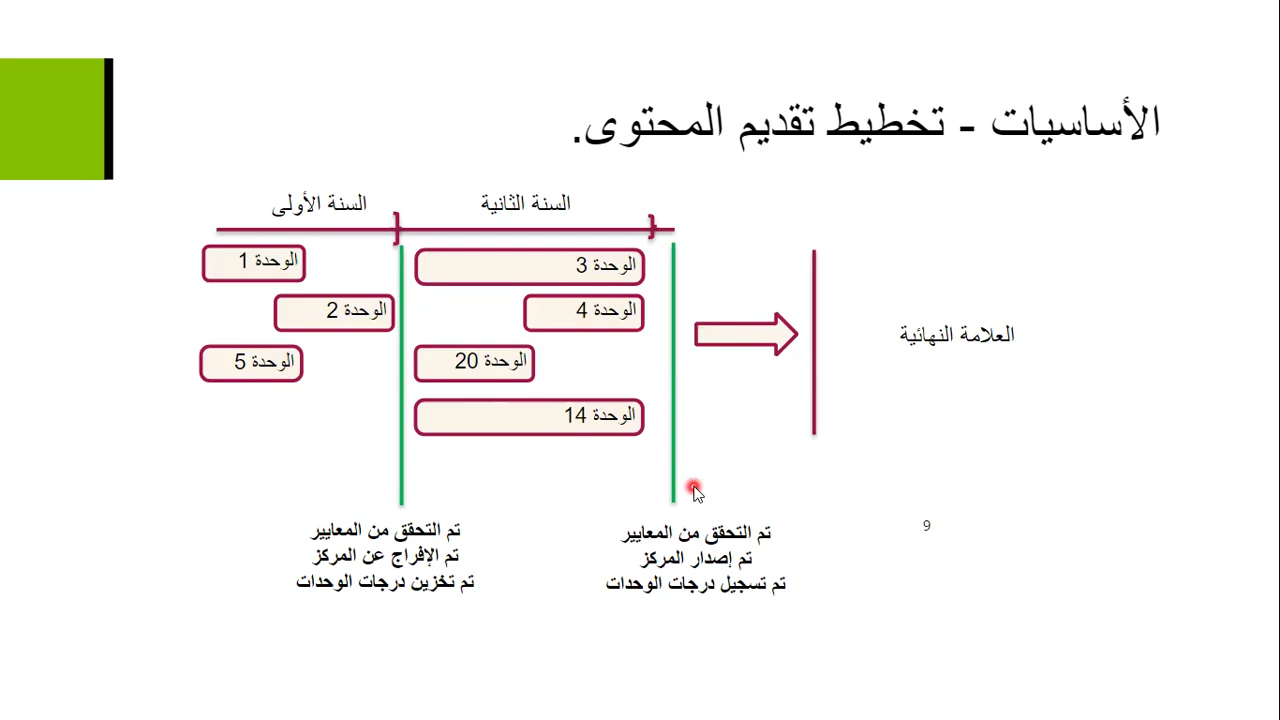 الأساسيات - تخطيط تقديم المحتوى.
السنة الأولى
السنة الثانية
الوحدة 1
الوحدة 3
الوحدة 2
الوحدة 4
الوحدة 5
الوحدة 20
الوحدة 14
العلامة النهائية
تم التحقق من المعايير
تم الإفراج عن المركز
تم تخزين درجات الوحدات
تم التحقق من المعايير
تم إصدار المركز
تم تسجيل درجات الوحدات
9